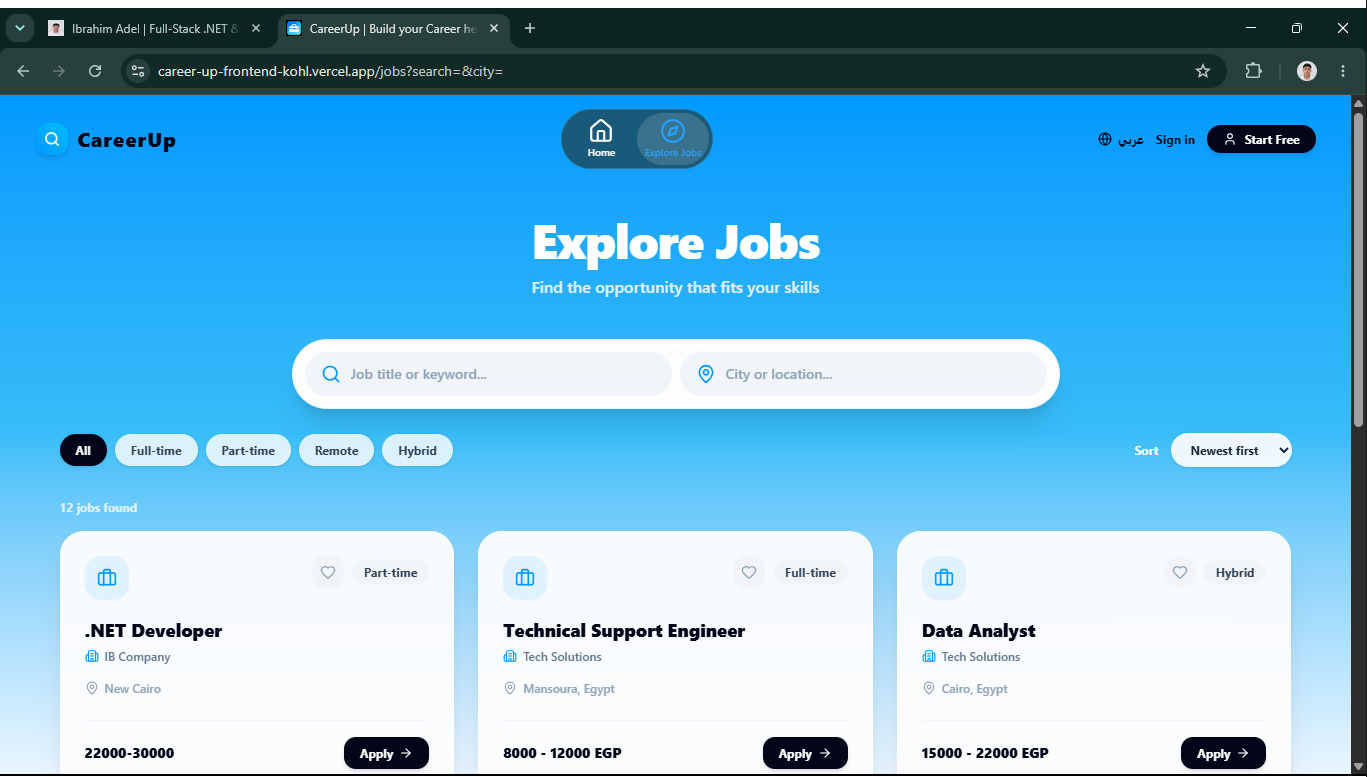 Ibrahim Adel | Full-Stack .NET &
CareerUp | Build your Career he
career-up-frontend-kohl.vercel.app/jobs?search=&city=
CareerUp
Home
Explore Jobs
عربي
Sign in
Start Free
Explore Jobs
Find the opportunity that fits your skills
Job title or keyword...
City or location...
All
Full-time
Part-time
Remote
Hybrid
Sort
Newest first
12 jobs found
Part-time
.NET Developer
IB Company
New Cairo
22000-30000
Apply
Full-time
Technical Support Engineer
Tech Solutions
Mansoura, Egypt
8000 - 12000 EGP
Apply
Hybrid
Data Analyst
Tech Solutions
Cairo, Egypt
15000 - 22000 EGP
Apply